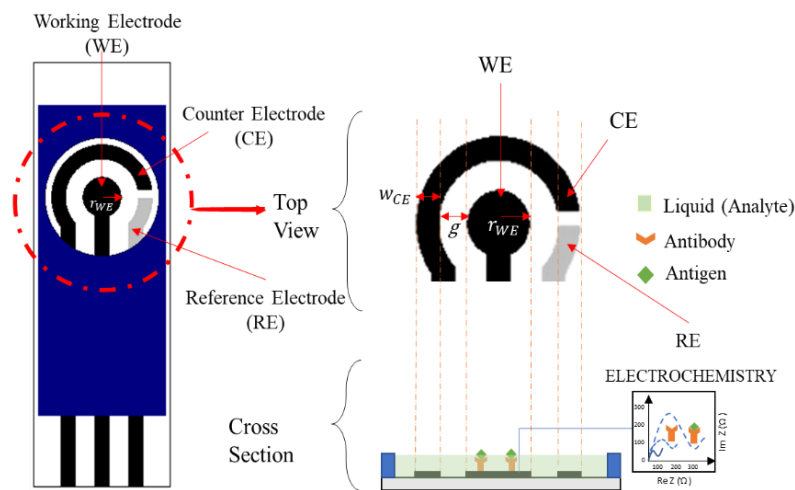 Working Electrode
(WE)
Counter Electrode
(CE)
r_WE
Reference Electrode
(RE)
Top
View
WE
CE
w_CE
g
r_WE
RE
Liquid (Analyte)
Antibody
Antigen
Cross
Section
ELECTROCHEMISTRY
300
200
100
0
0
100
200
300
Im Z (Ω)
Re Z (Ω)